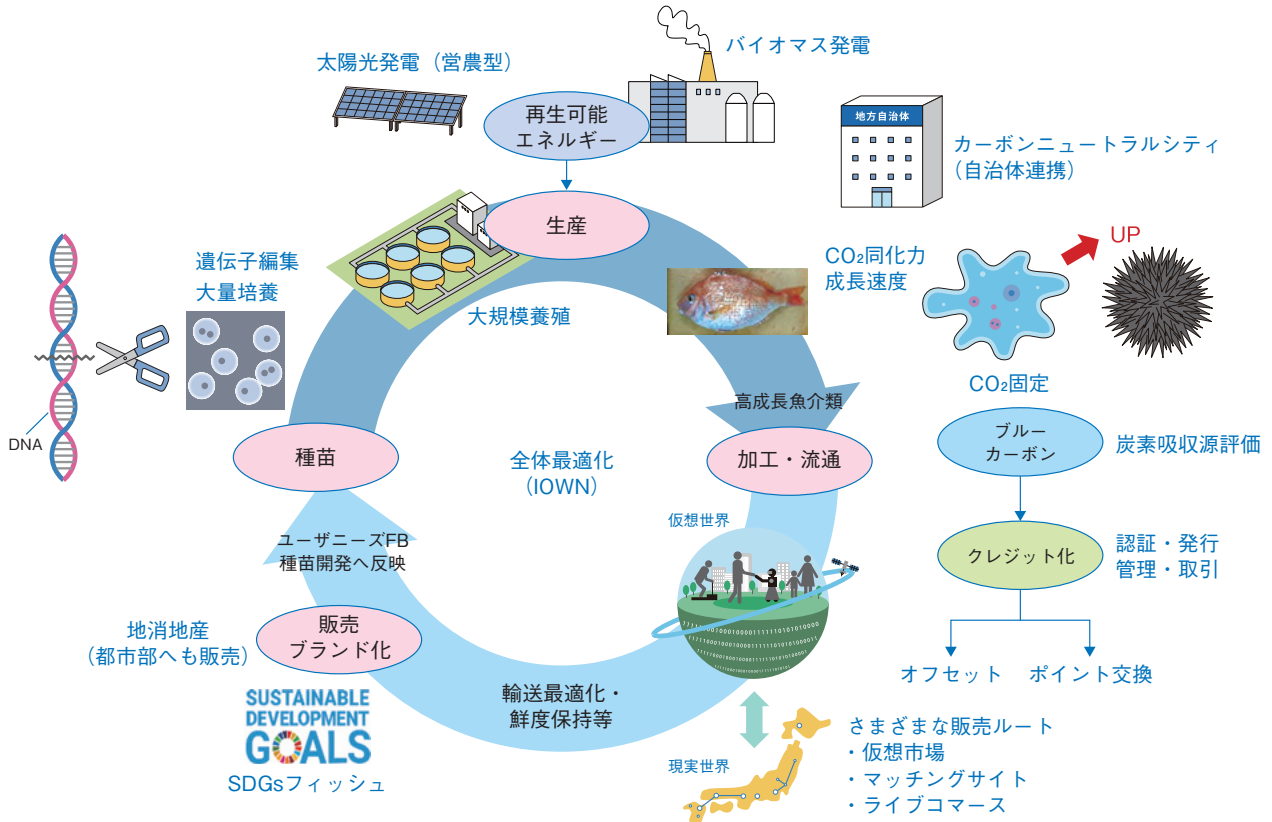 太陽光発電（営農型）
バイオマス発電
再生可能
エネルギー
地方自治体
カーボンニュートラルシティ
（自治体連携）
生産
遺伝子編集
大量培養
大規模養殖
CO₂同化力
成長速度
UP
DNA
高成長魚介類
CO₂固定
種苗
全体最適化
（IOWN）
加工・流通
ブルー
カーボン
炭素吸収源評価
仮想世界
ユーザニーズFB
種苗開発へ反映
クレジット化
認証・発行
管理・取引
地消地産
（都市部へも販売）
販売
ブランド化
オフセット
ポイント交換
輸送最適化・
鮮度保持等
SUSTAINABLE
DEVELOPMENT
GOALS
SDGsフィッシュ
現実世界
さまざまな販売ルート
・仮想市場
・マッチングサイト
・ライブコマース